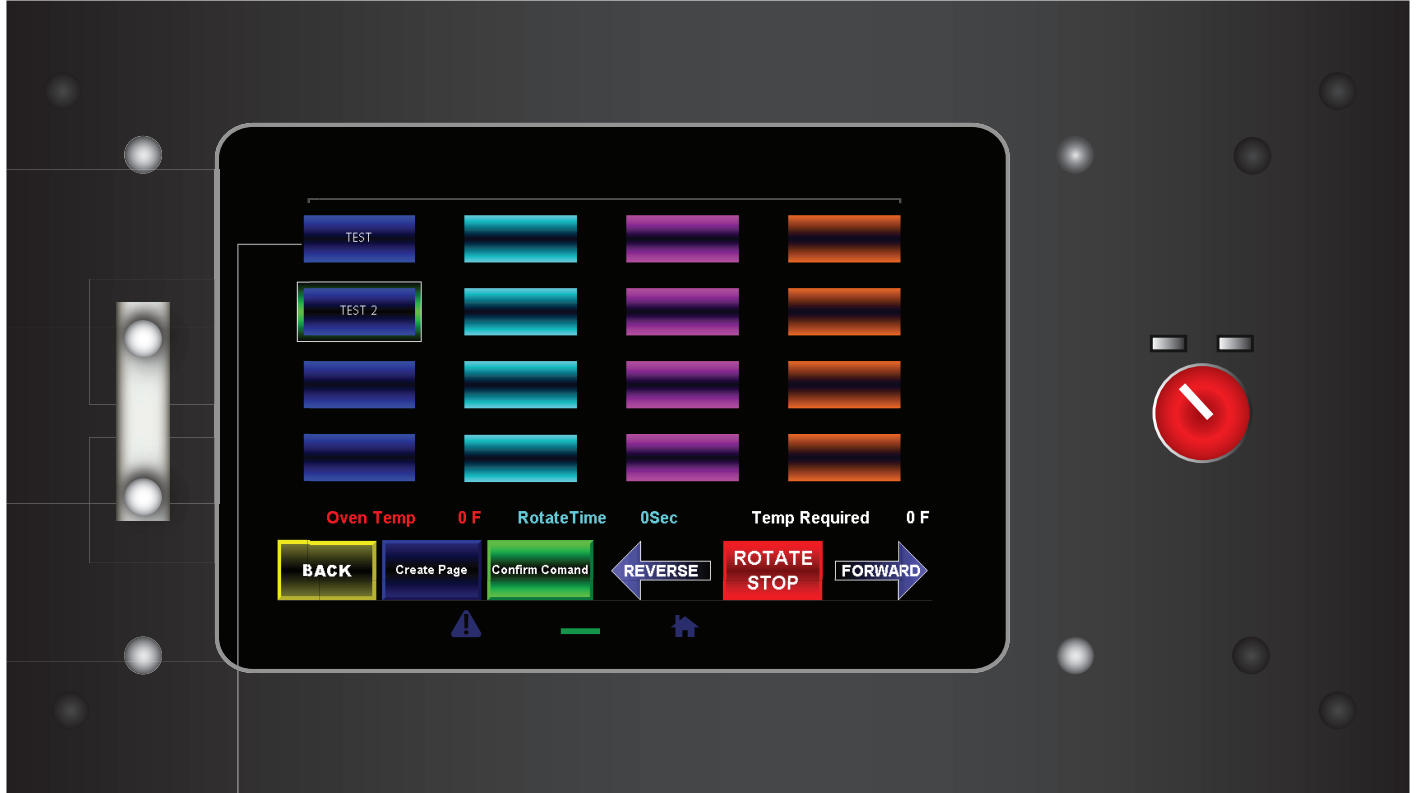 TEST
TEST 2
Oven Temp 0 F RotateTime 0Sec Temp Required 0 F
BACK
Create Page
Confirm Comand
REVERSE
ROTATE
STOP
FORWARD